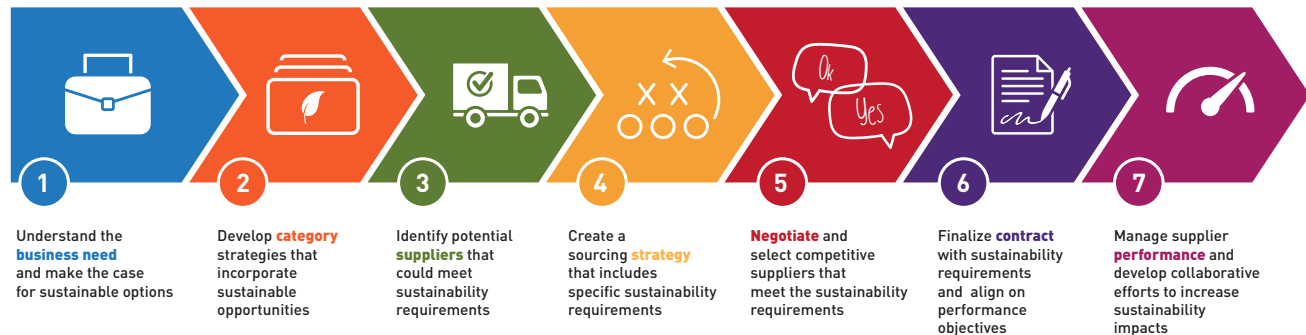 Ok
Yes
1
Understand the
business need
and make the case
for sustainable options
2
Develop category
strategies that
incorporate
sustainable
opportunities
3
Identify potential
suppliers that
could meet
sustainability
requirements
4
Create a
sourcing strategy
that includes
specific sustainability
requirements
5
Negotiate and
select competitive
suppliers that
meet the sustainability
requirements
6
Finalize contract
with sustainability
requirements
and align on
performance
objectives
7
Manage supplier
performance and
develop collaborative
efforts to increase
sustainability
impacts